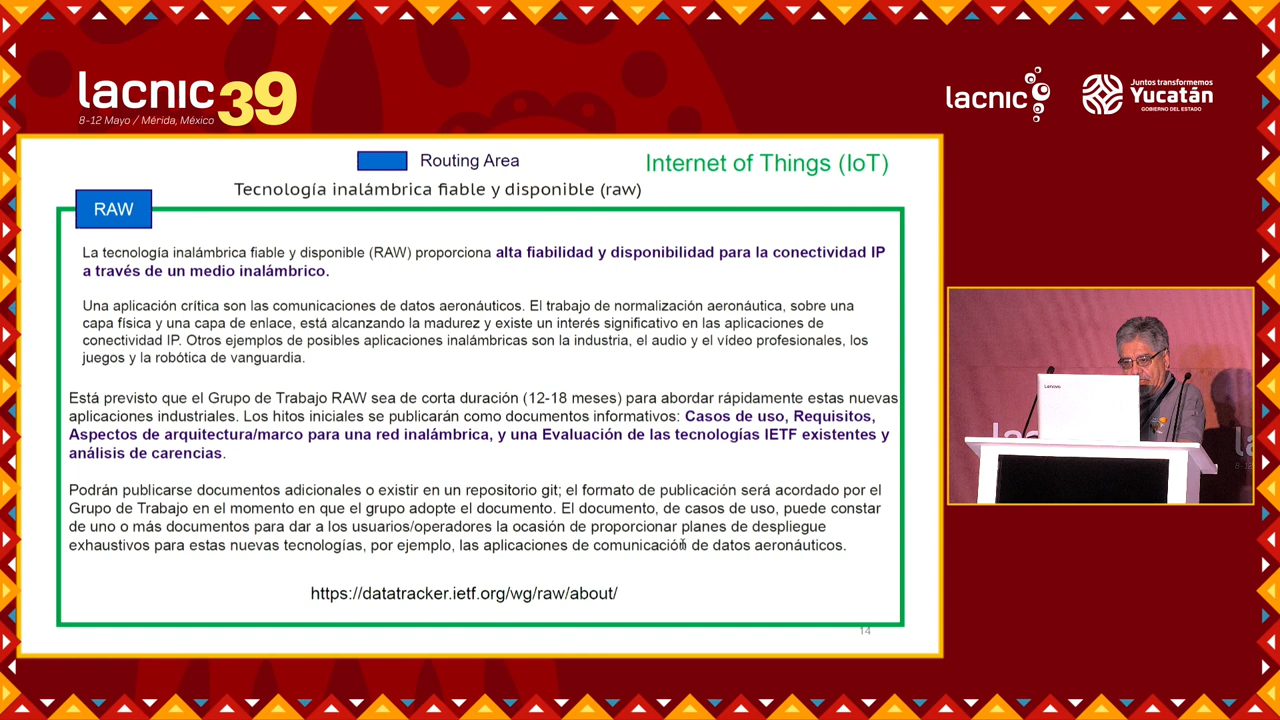 lacnic 39
8-12 Mayo / Mérida, México
lacnic
Juntos transformemos
Yucatán
GOBIERNO DEL ESTADO
Routing Area
Internet of Things (IoT)
Tecnología inalámbrica fiable y disponible (raw)
RAW
La tecnología inalámbrica fiable y disponible (RAW) proporciona alta fiabilidad y disponibilidad para la conectividad IP
a través de un medio inalámbrico.
Una aplicación crítica son las comunicaciones de datos aeronáuticos. El trabajo de normalización aeronáutica, sobre una
capa física y una capa de enlace, está alcanzando la madurez y existe un interés significativo en las aplicaciones de
conectividad IP. Otros ejemplos de posibles aplicaciones inalámbricas son la industria, el audio y el vídeo profesionales, los
juegos y la robótica de vanguardia.
Está previsto que el Grupo de Trabajo RAW sea de corta duración (12-18 meses) para abordar rápidamente estas nuevas
aplicaciones industriales. Los hitos iniciales se publicarán como documentos informativos: Casos de uso, Requisitos,
Aspectos de arquitectura/marco para una red inalámbrica, y una Evaluación de las tecnologías IETF existentes y
análisis de carencias.
Podrán publicarse documentos adicionales o existir en un repositorio git; el formato de publicación será acordado por el
Grupo de Trabajo en el momento en que el grupo adopte el documento. El documento, de casos de uso, puede constar
de uno o más documentos para dar a los usuarios/operadores la ocasión de proporcionar planes de despliegue
exhaustivos para estas nuevas tecnologías, por ejemplo, las aplicaciones de comunicación de datos aeronáuticos.
https://datatracker.ietf.org/wg/raw/about/
14
Lenovo